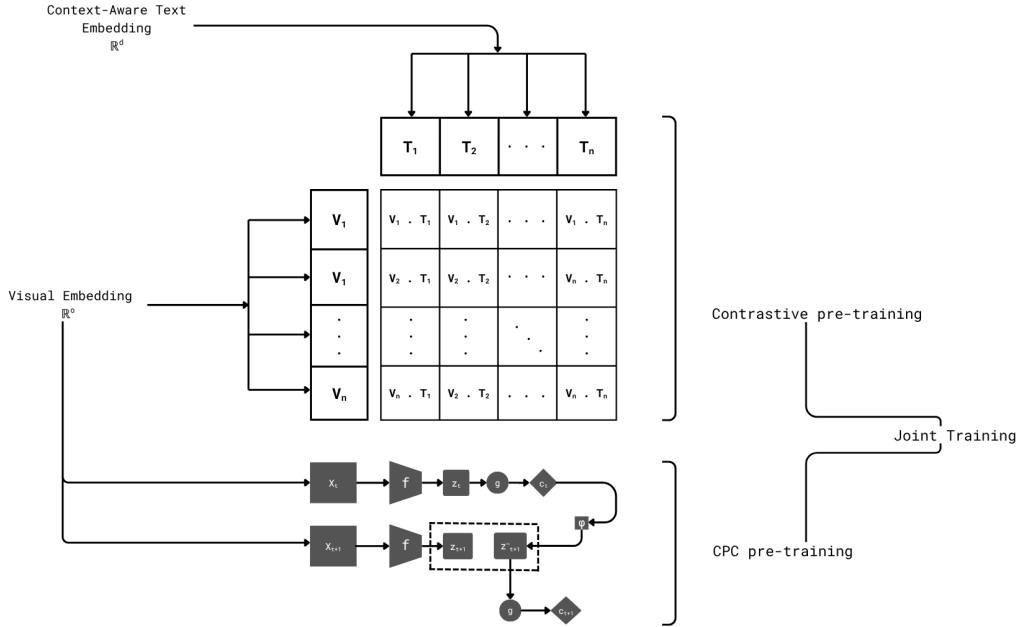 Context-Aware Text
Embedding
ℝᵈ
T₁ T₂ · · · Tₙ
V₁ V₁ . T₁ V₁ . T₂ · · · V₁ . Tₙ
V₁ V₂ . T₁ V₂ . T₂ · · · Vₙ . Tₙ
Visual Embedding
ℝᵒ
Contrastive pre-training
Vₙ Vₙ . T₁ V₂ . T₂ . . . Vₙ . Tₙ
Joint Training
Xₜ f zₜ g cₜ
φ
Xₜ₊₁ f zₜ₊₁ z˜ₜ₊₁
CPC pre-training
g cₜ₊₁